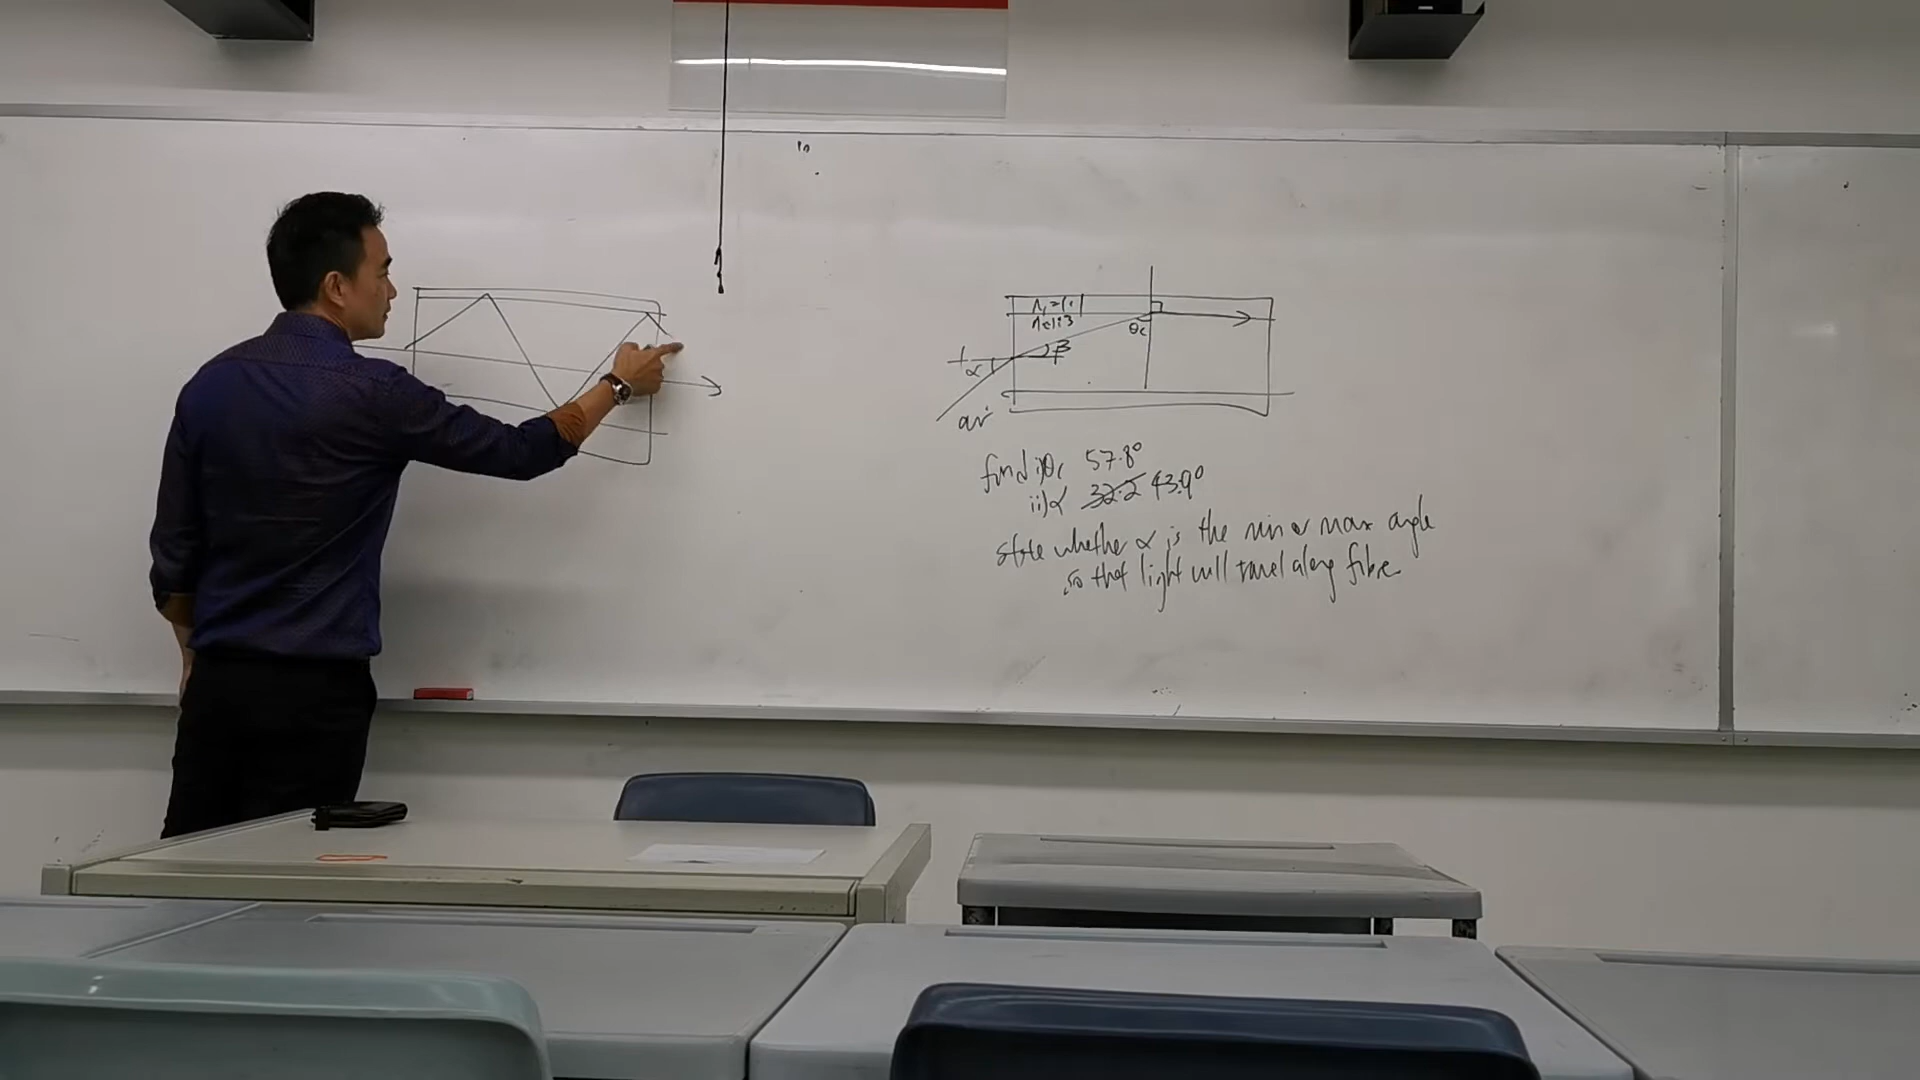 n₁=1.1
n=1.3
θc
β
α
air
find i)θc 57.8°
ii)α 32.2 43.9°
state whether α is the min or max angle
so that light will travel along fibre